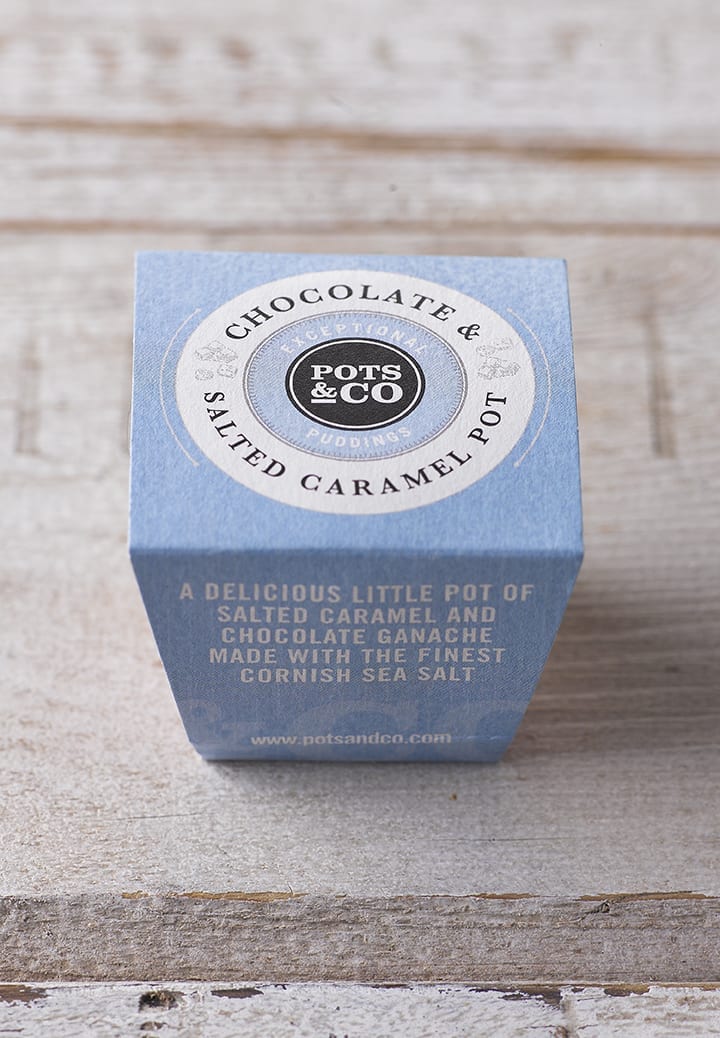 CHOCOLATE &
EXCEPTIONAL
POTS
&CO
PUDDINGS
SALTED CARAMEL POT
A DELICIOUS LITTLE POT OF
SALTED CARAMEL AND
CHOCOLATE GANACHE
MADE WITH THE FINEST
CORNISH SEA SALT
&CO
www.potsandco.com